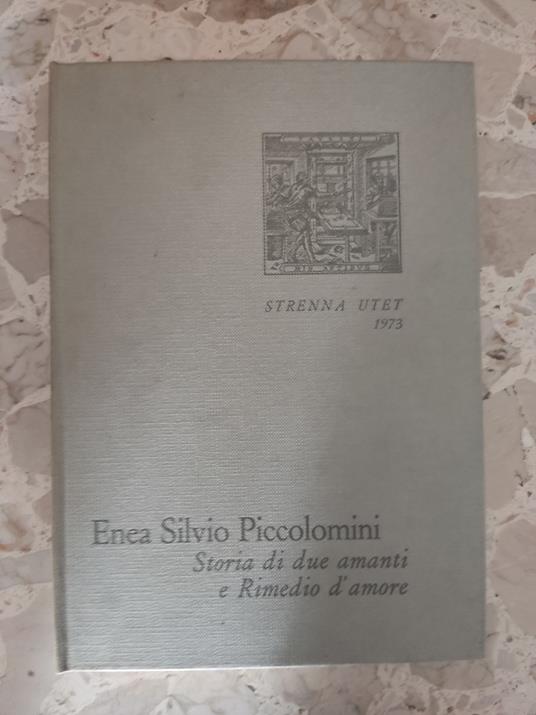 STRENNA UTET
1973
Enea Silvio Piccolomini
Storia di due amanti
e Rimedio d'amore